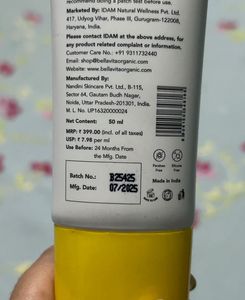 recommend doing a patch test before use.
Marketed By: IDAM Natural Wellness Pvt. Ltd.
417, Udyog Vihar, Phase III, Gurugram-122008,
Haryana, India.
Please contact IDAM at the above address, for
any product related complaint or information.
Customer Care No.: +91 9311732440
Email: shop@bellavitaorganic.com
www.bellavitaorganic.com
Manufactured By:
Nandini Skincare Pvt. Ltd., B-115,
Sector 64, Gautam Budh Nagar,
Noida, Uttar Pradesh-201301, India.
M. L. No. UP16320000024
Net Content: 50 ml
MRP: ₹ 399.00 (incl. of all taxes)
USP: ₹ 7.98 per ml
Use Before: 24 Months From
the Mfg. Date
Paraben Free
Silicone Free
Batch No.: B25425
Mfg. Date: 07/2025
Made in India